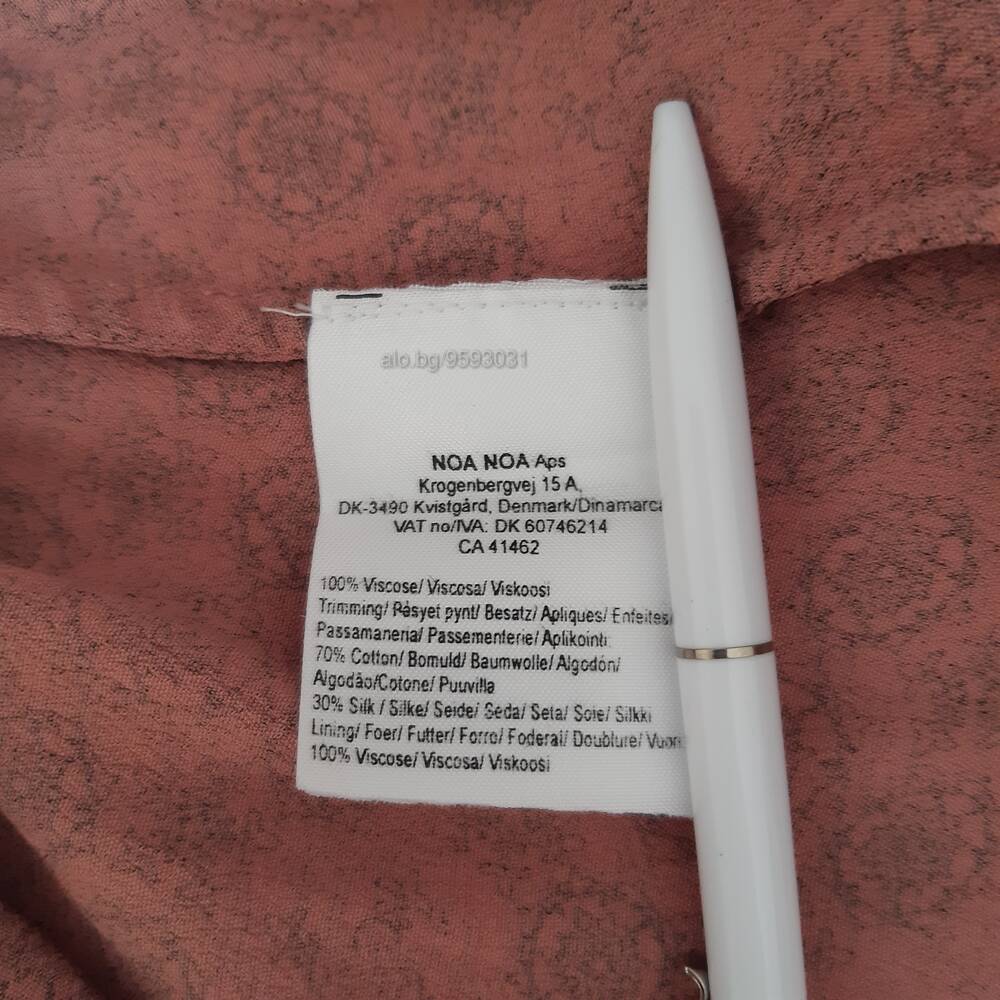 alo.bg/9593031
NOA NOA Aps
Krogenbergvej 15 A,
DK-3490 Kvistgård, Denmark/Dinamarca
VAT no/IVA: DK 60746214
CA 41462
100% Viscose/ Viscosa/ Viskoosi
Trimming/ Påsyet pynt/ Besatz/ Apliques/ Enfeites/
Passamaneria/ Passementerie/ Aplikointi
70% Cotton/ Bomuld/ Baumwolle/ Algodón/
Algodão/Cotone/ Puuvilla
30% Silk / Silke/ Seide/ Seda/ Seta/ Soie/ Silkki
Lining/ Foer/ Futter/ Forro/ Foderai/ Doublure/ Vuori
100% Viscose/ Viscosa/ Viskoosi